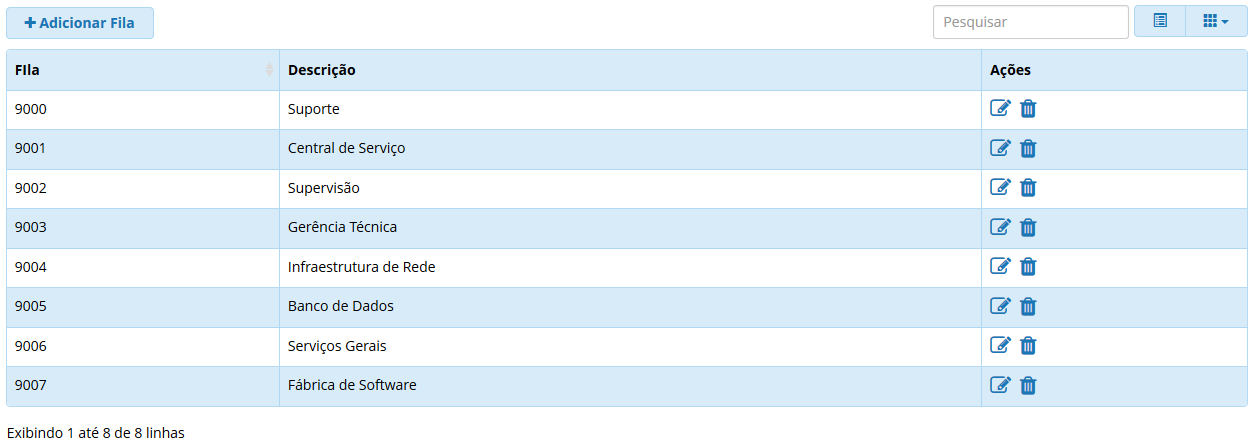 Adicionar Fila
Pesquisar
FIla Descrição Ações
9000 Suporte
9001 Central de Serviço
9002 Supervisão
9003 Gerência Técnica
9004 Infraestrutura de Rede
9005 Banco de Dados
9006 Serviços Gerais
9007 Fábrica de Software
Exibindo 1 até 8 de 8 linhas